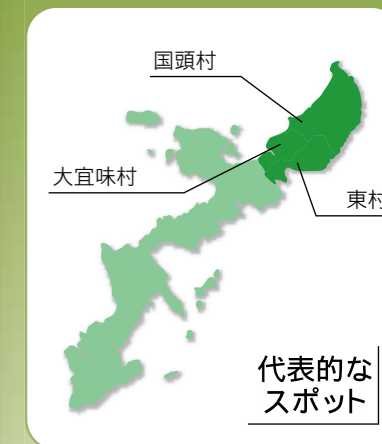 国頭村
大宜味村
東村
代表的な
スポット